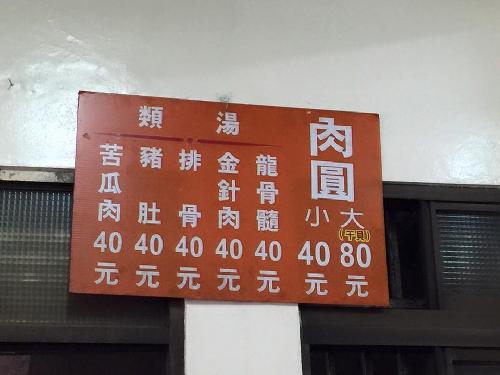 肉圓
大(干貝)80元
小40元
湯類
龍骨髓40元
金針肉40元
排骨40元
豬肚40元
苦瓜肉40元